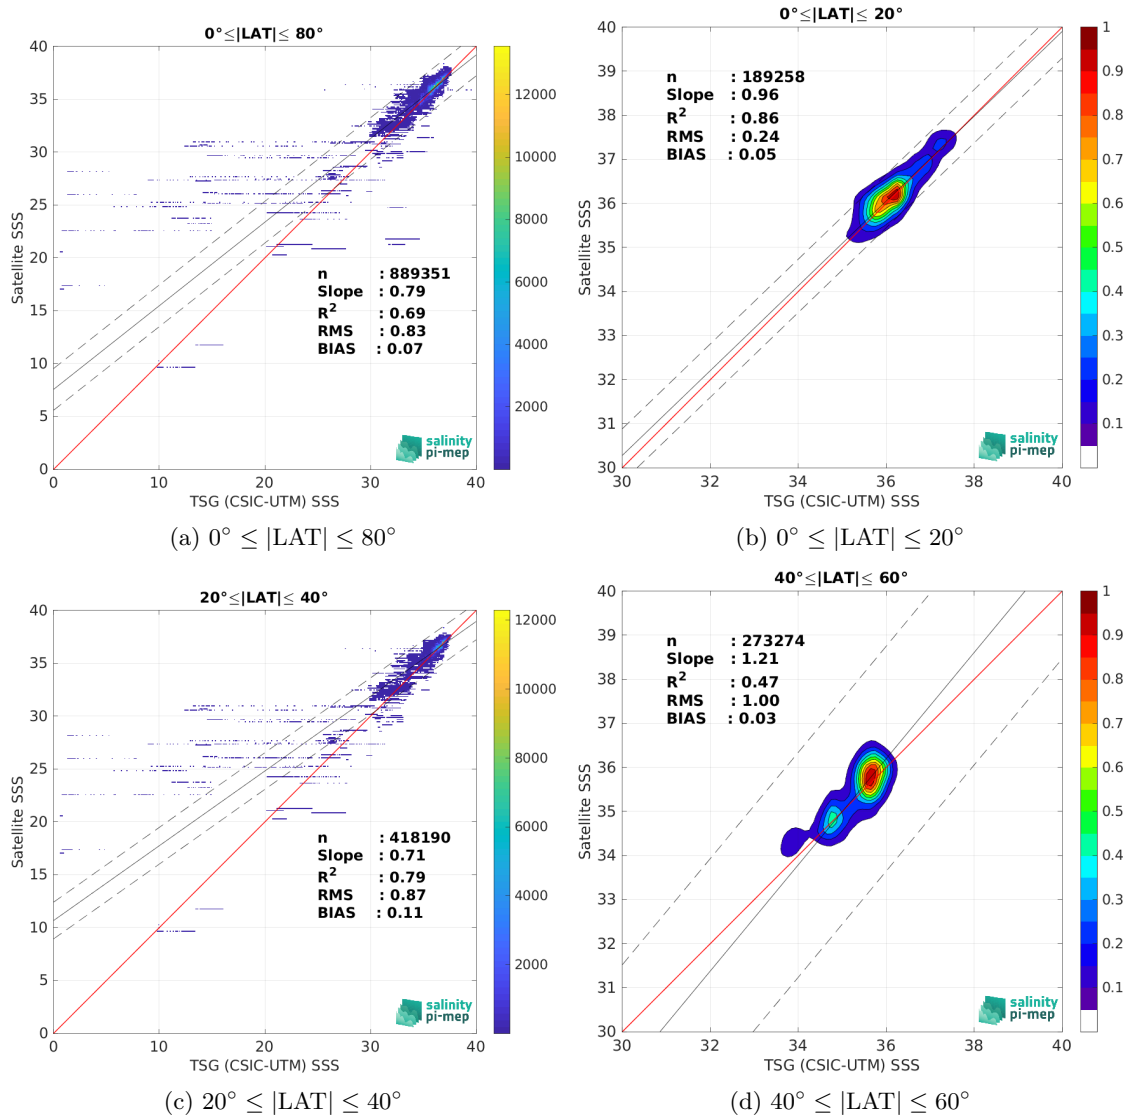 0°≤|LAT|≤ 80°
40
35
30
25
20
15
10
5
0
Satellite SSS
0
10
20
30
40
TSG (CSIC-UTM) SSS
n : 889351
Slope : 0.79
R² : 0.69
RMS : 0.83
BIAS : 0.07
salinity
pi-mep
12000
10000
8000
6000
4000
2000
(a) 0° ≤ |LAT| ≤ 80°
0°≤|LAT|≤ 20°
40
39
38
37
36
35
34
33
32
31
30
Satellite SSS
30
32
34
36
38
40
TSG (CSIC-UTM) SSS
n : 189258
Slope : 0.96
R² : 0.86
RMS : 0.24
BIAS : 0.05
salinity
pi-mep
1
0.9
0.8
0.7
0.6
0.5
0.4
0.3
0.2
0.1
(b) 0° ≤ |LAT| ≤ 20°
20°≤|LAT|≤ 40°
40
35
30
25
20
15
10
5
0
Satellite SSS
0
10
20
30
40
TSG (CSIC-UTM) SSS
n : 418190
Slope : 0.71
R² : 0.79
RMS : 0.87
BIAS : 0.11
salinity
pi-mep
12000
10000
8000
6000
4000
2000
(c) 20° ≤ |LAT| ≤ 40°
40°≤|LAT|≤ 60°
40
39
38
37
36
35
34
33
32
31
30
Satellite SSS
30
32
34
36
38
40
TSG (CSIC-UTM) SSS
n : 273274
Slope : 1.21
R² : 0.47
RMS : 1.00
BIAS : 0.03
salinity
pi-mep
1
0.9
0.8
0.7
0.6
0.5
0.4
0.3
0.2
0.1
(d) 40° ≤ |LAT| ≤ 60°